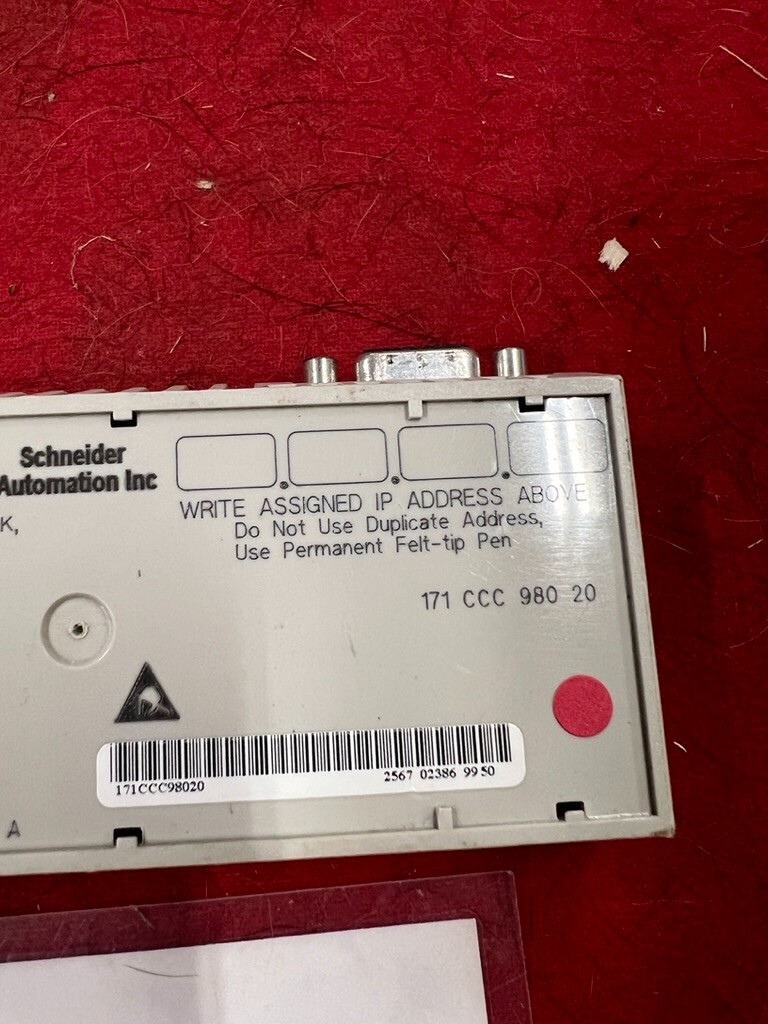 Schneider
Automation Inc
K,
WRITE ASSIGNED IP ADDRESS ABOVE
Do Not Use Duplicate Address,
Use Permanent Felt-tip Pen
171 CCC 980 20
171CCC98020
2567 02386 99 50
A